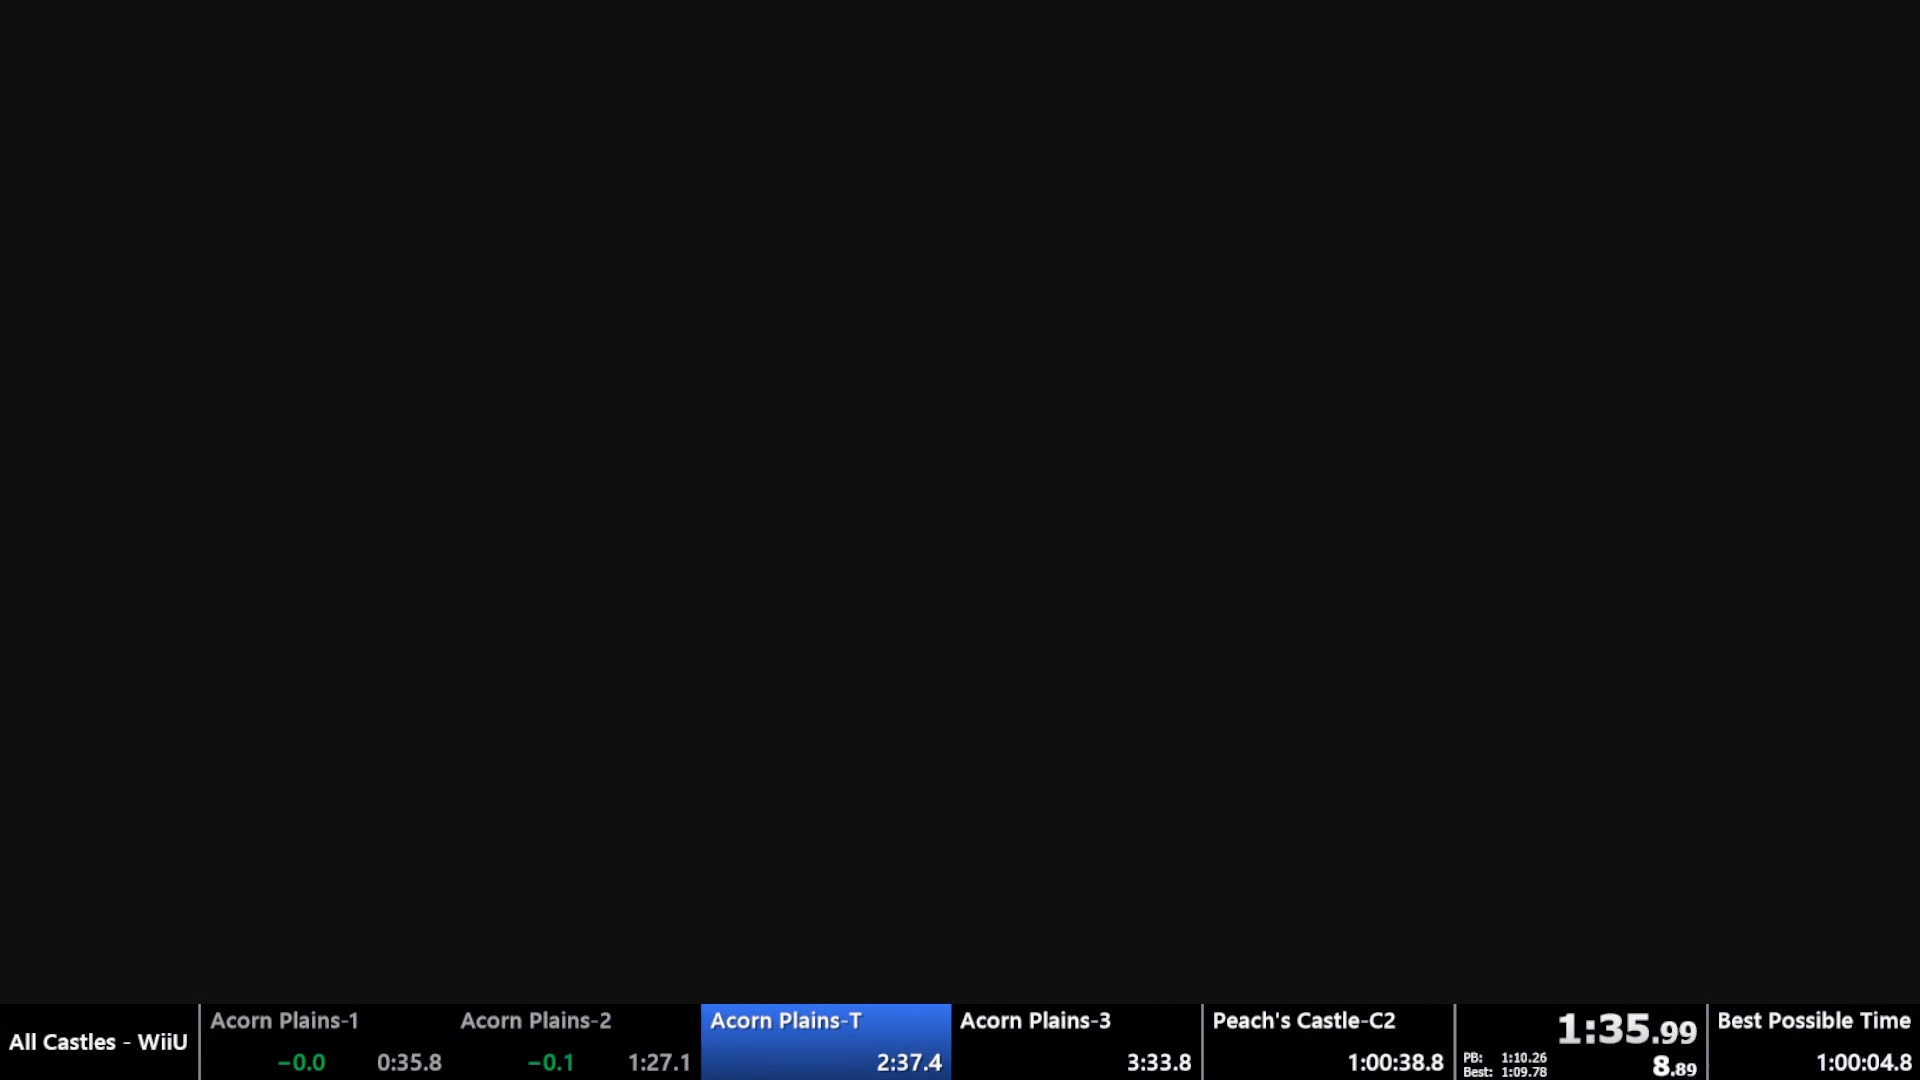 All Castles - WiiU
Acorn Plains-1
−0.0 0:35.8
Acorn Plains-2
−0.1 1:27.1
Acorn Plains-T
2:37.4
Acorn Plains-3
3:33.8
Peach's Castle-C2
1:00:38.8
1:35.99
PB: 1:10.26
Best: 1:09.78
8.89
Best Possible Time
1:00:04.8